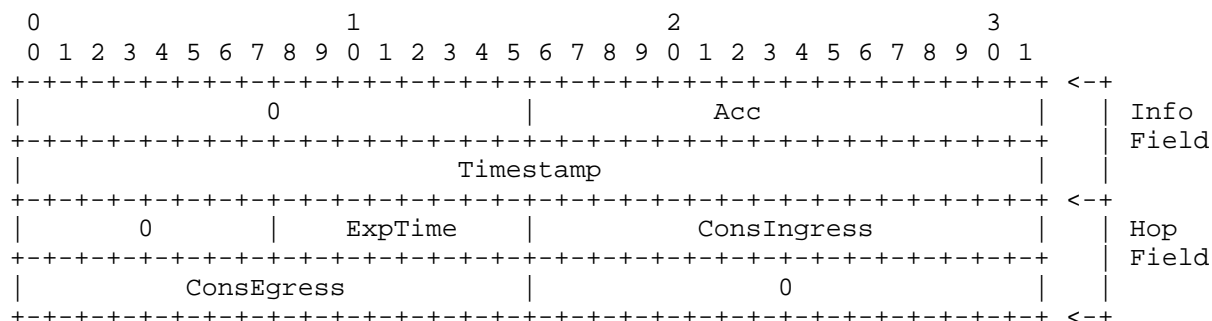 0                   1                   2                   3
 0 1 2 3 4 5 6 7 8 9 0 1 2 3 4 5 6 7 8 9 0 1 2 3 4 5 6 7 8 9 0 1
+-+-+-+-+-+-+-+-+-+-+-+-+-+-+-+-+-+-+-+-+-+-+-+-+-+-+-+-+-+-+-+-+ <-+
|               0               |           Acc                 |   | Info
+-+-+-+-+-+-+-+-+-+-+-+-+-+-+-+-+-+-+-+-+-+-+-+-+-+-+-+-+-+-+-+-+   | Field
|                           Timestamp                           |   |
+-+-+-+-+-+-+-+-+-+-+-+-+-+-+-+-+-+-+-+-+-+-+-+-+-+-+-+-+-+-+-+-+ <-+
|       0       |    ExpTime    |          ConsIngress          |   | Hop
+-+-+-+-+-+-+-+-+-+-+-+-+-+-+-+-+-+-+-+-+-+-+-+-+-+-+-+-+-+-+-+-+   | Field
|          ConsEgress           |               0               |   |
+-+-+-+-+-+-+-+-+-+-+-+-+-+-+-+-+-+-+-+-+-+-+-+-+-+-+-+-+-+-+-+-+ <-+